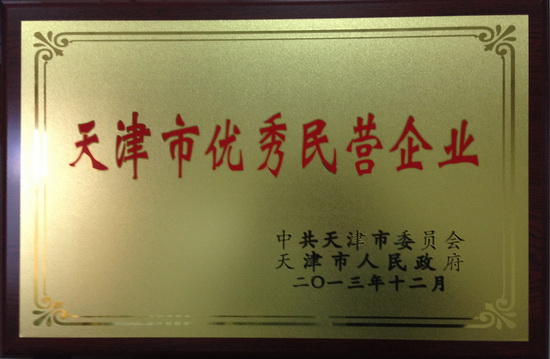 天津市优秀民营企业
中共天津市委员会
天津市人民政府
二〇一三年十二月